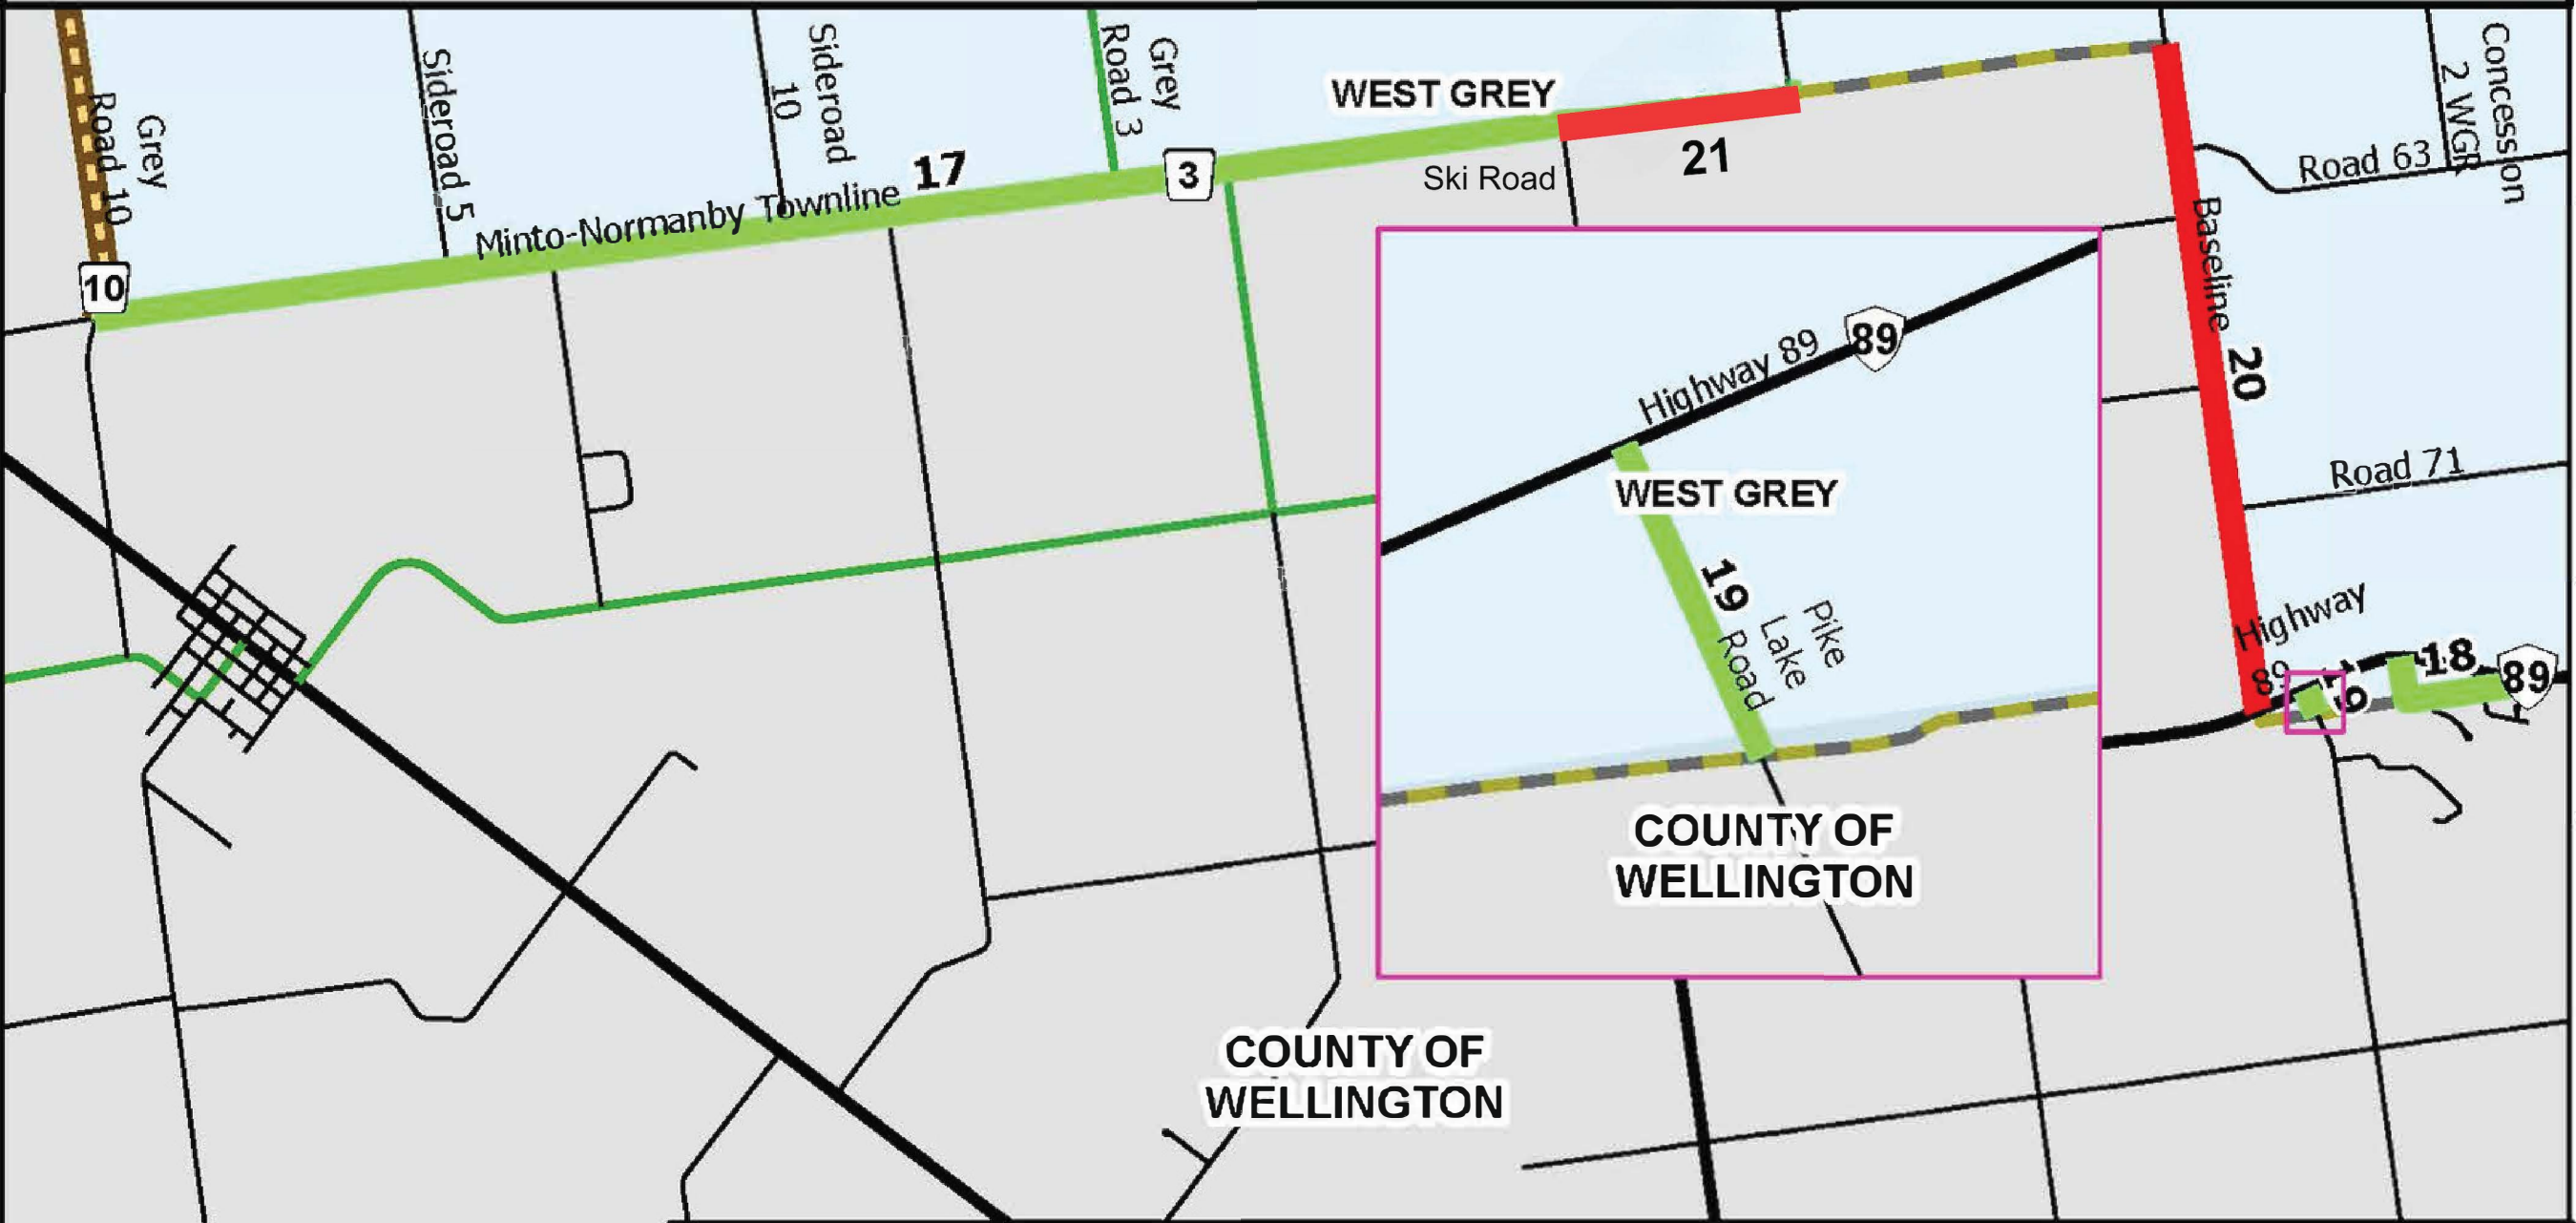 Grey
Road 10
Sideroad 5
Sideroad
10
Grey
Road 3
WEST GREY
Concession
2 WGR
Road 63
17
3
21
Ski Road
Minto-Normanby Townline
10
Baseline
20
Highway 89
89
WEST GREY
19
Pike
Lake
Road
Road 71
Highway
89
18
89
19
COUNTY OF
WELLINGTON
COUNTY OF
WELLINGTON